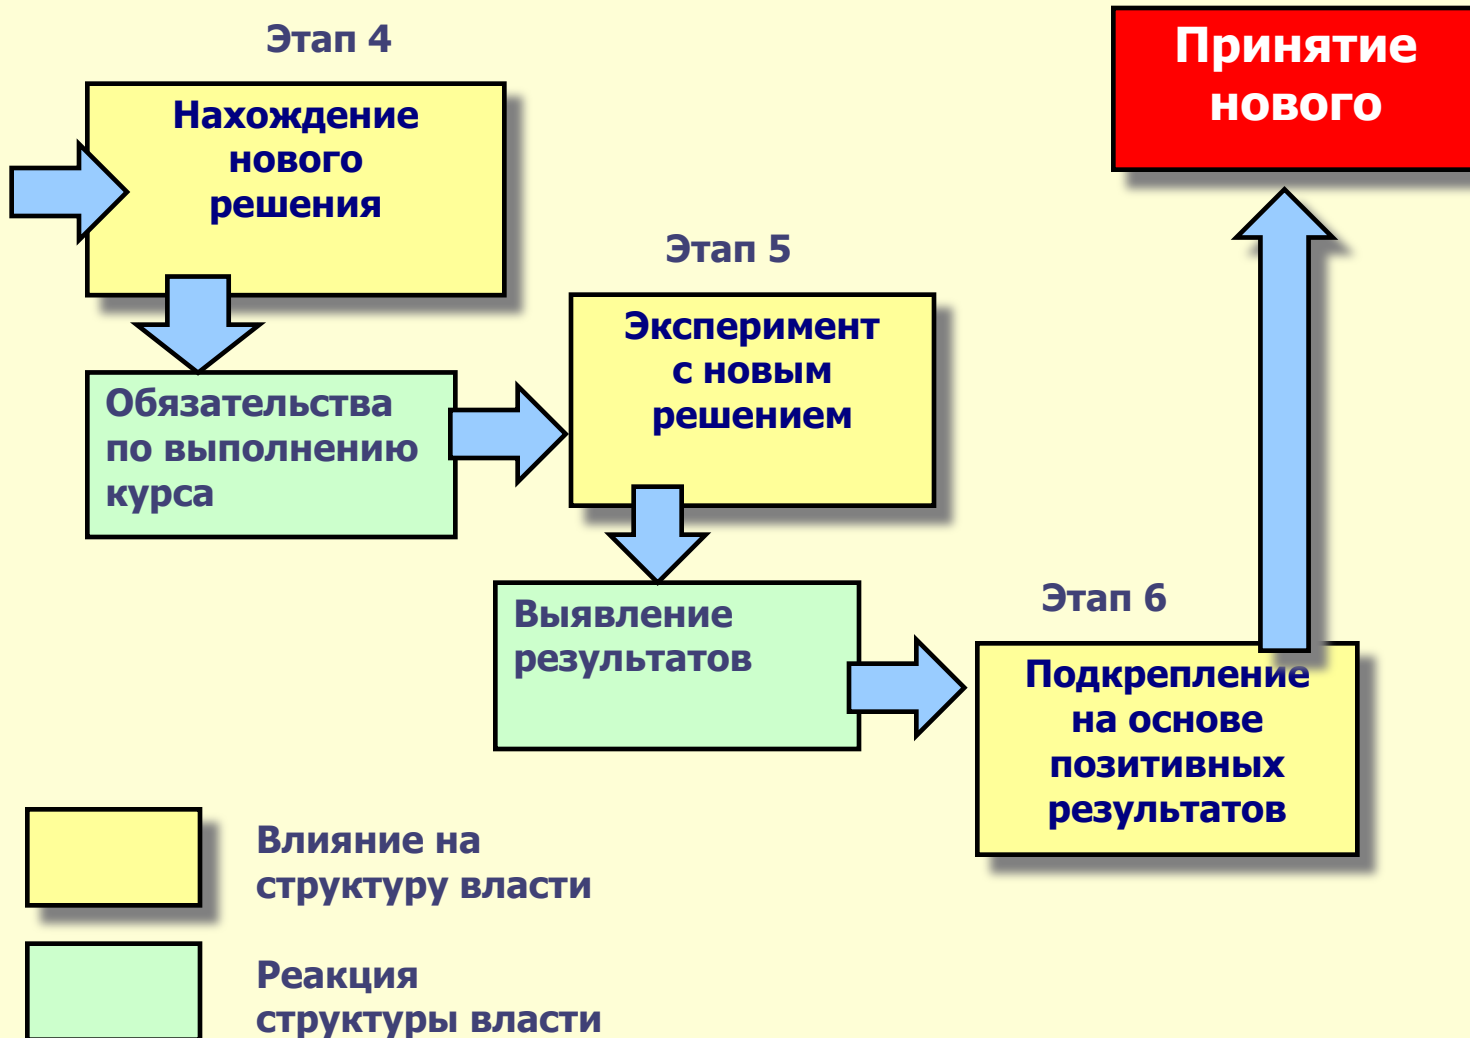 Этап 4
Нахождение
нового
решения
Принятие
нового
Этап 5
Эксперимент
с новым
решением
Обязательства
по выполнению
курса
Выявление
результатов
Этап 6
Подкрепление
на основе
позитивных
результатов
Влияние на
структуру власти
Реакция
структуры власти